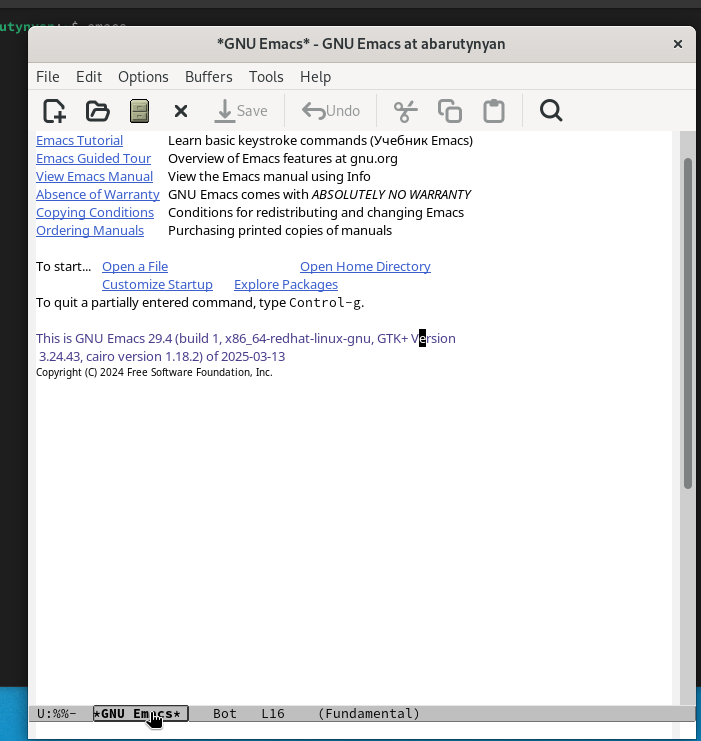 *GNU Emacs* - GNU Emacs at abarutynyan
File Edit Options Buffers Tools Help
Save Undo
Emacs Tutorial Learn basic keystroke commands (Учебник Emacs)
Emacs Guided Tour Overview of Emacs features at gnu.org
View Emacs Manual View the Emacs manual using Info
Absence of Warranty GNU Emacs comes with ABSOLUTELY NO WARRANTY
Copying Conditions Conditions for redistributing and changing Emacs
Ordering Manuals Purchasing printed copies of manuals
To start... Open a File Open Home Directory
Customize Startup Explore Packages
To quit a partially entered command, type Control-g.
This is GNU Emacs 29.4 (build 1, x86_64-redhat-linux-gnu, GTK+ Version
3.24.43, cairo version 1.18.2) of 2025-03-13
Copyright (C) 2024 Free Software Foundation, Inc.
U:%%- *GNU Emacs* Bot L16 (Fundamental)